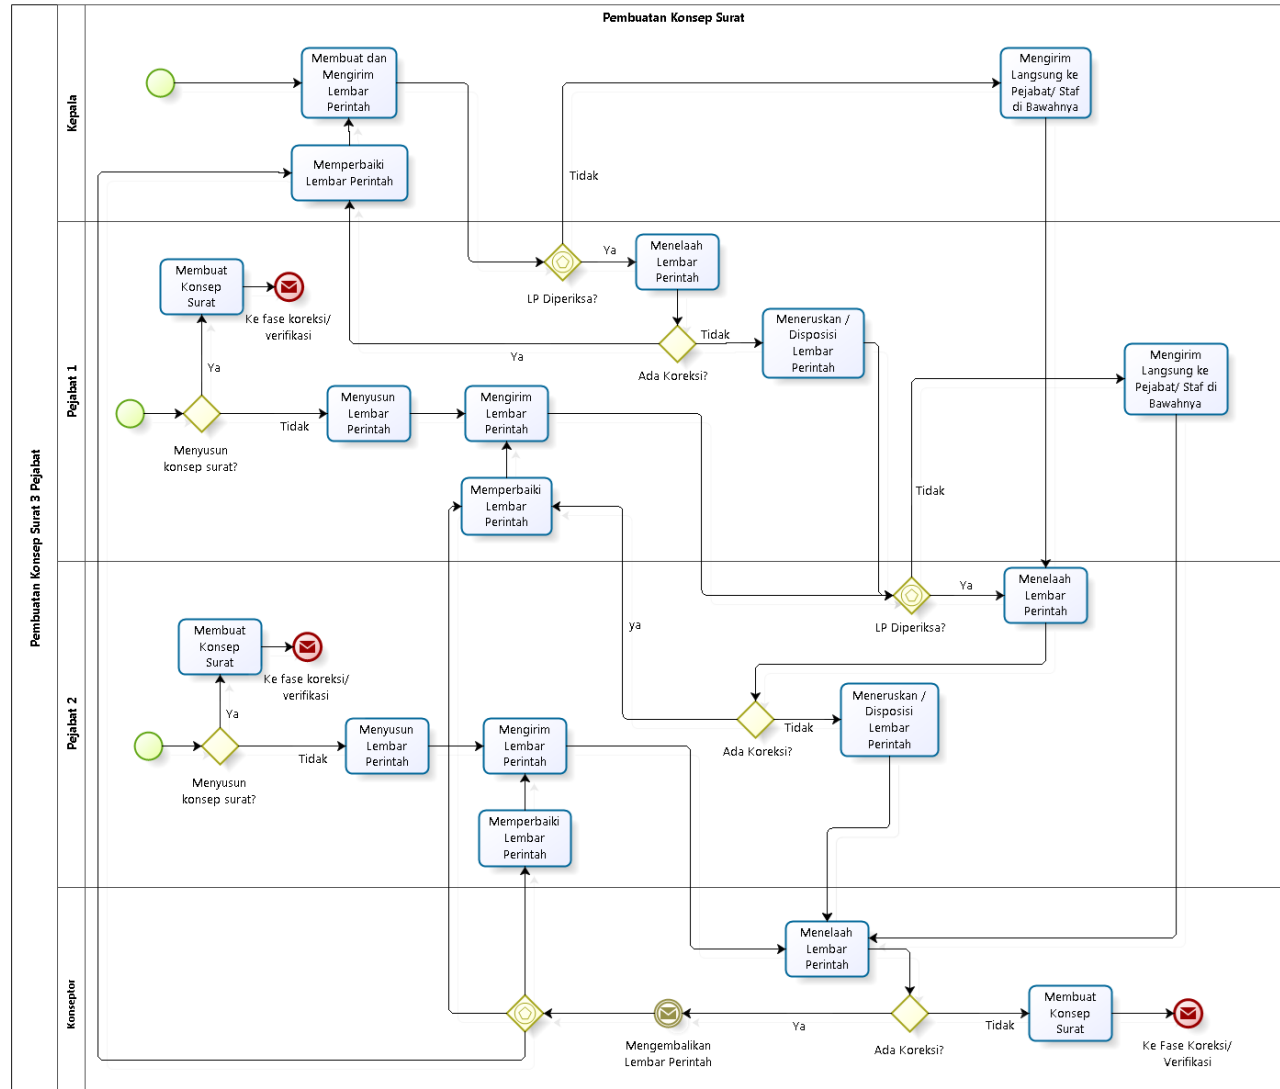 Pembuatan Konsep Surat
Pembuatan Konsep Surat 3 Pejabat
Kepala
Membuat dan
Mengirim
Lembar
Perintah
Mengirim
Langsung ke
Pejabat/ Staf
di Bawahnya
Memperbaiki
Lembar Perintah
Tidak
Pejabat 1
Ya
LP Diperiksa?
Menelaah
Lembar
Perintah
Membuat
Konsep
Surat
Ke fase koreksi/
verifikasi
Ya
Ada Koreksi?
Tidak
Meneruskan /
Disposisi
Lembar
Perintah
Mengirim
Langsung ke
Pejabat/ Staf di
Bawahnya
Ya
Menyusun
konsep surat?
Tidak
Menyusun
Lembar
Perintah
Mengirim
Lembar
Perintah
Memperbaiki
Lembar
Perintah
Tidak
Pejabat 2
LP Diperiksa?
Ya
Menelaah
Lembar
Perintah
ya
Membuat
Konsep
Surat
Ke fase koreksi/
verifikasi
Ya
Menyusun
konsep surat?
Tidak
Menyusun
Lembar
Perintah
Mengirim
Lembar
Perintah
Ada Koreksi?
Tidak
Meneruskan /
Disposisi
Lembar
Perintah
Memperbaiki
Lembar
Perintah
Konseptor
Menelaah
Lembar
Perintah
Mengembalikan
Lembar Perintah
Ya
Ada Koreksi?
Tidak
Membuat
Konsep
Surat
Ke Fase Koreksi/
Verifikasi